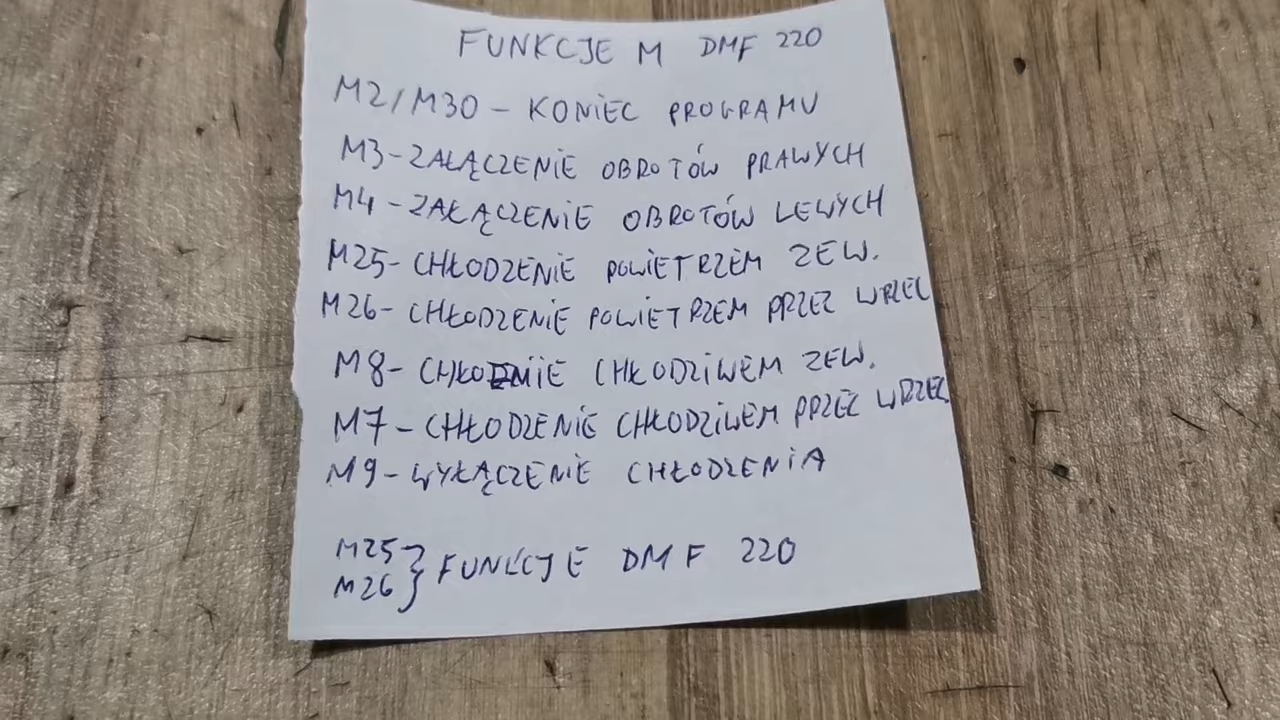 FUNKCJE M DMF 220
M2/M30 - KONIEC PROGRAMU
M3 - ZAŁĄCZENIE OBROTÓW PRAWYCH
M4 - ZAŁĄCZENIE OBROTÓW LEWYCH
M25 - CHŁODZENIE POWIETRZEM ZEW.
M26 - CHŁODZENIE POWIETRZEM PRZEZ WRZEC
M8 - CHŁODZENIE CHŁODZIWEM ZEW.
M7 - CHŁODZENIE CHŁODZIWEM PRZEZ WRZEC.
M9 - WYŁĄCZENIE CHŁODZENIA
M25
M26 } FUNKCJE DMF 220